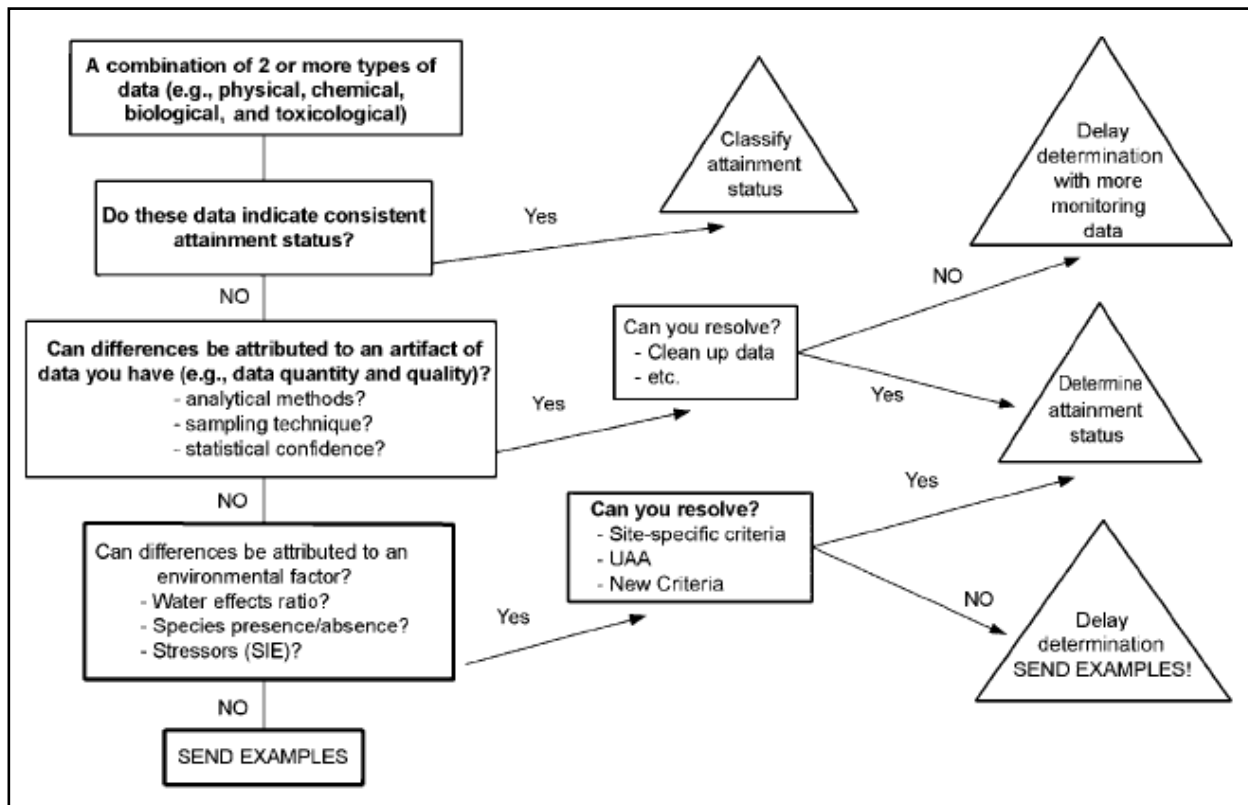 A combination of 2 or more types of
data (e.g., physical, chemical,
biological, and toxicological)
Do these data indicate consistent
attainment status?
Yes
Classify
attainment
status
NO
Can differences be attributed to an artifact of
data you have (e.g., data quantity and quality)?
- analytical methods?
- sampling technique?
- statistical confidence?
Yes
Can you resolve?
- Clean up data
- etc.
NO
Delay
determination
with more
monitoring
data
Yes
Determine
attainment
status
NO
Can differences be attributed to an
environmental factor?
- Water effects ratio?
- Species presence/absence?
- Stressors (SIE)?
Yes
Can you resolve?
- Site-specific criteria
- UAA
- New Criteria
Yes
NO
Delay
determination
SEND EXAMPLES!
NO
SEND EXAMPLES